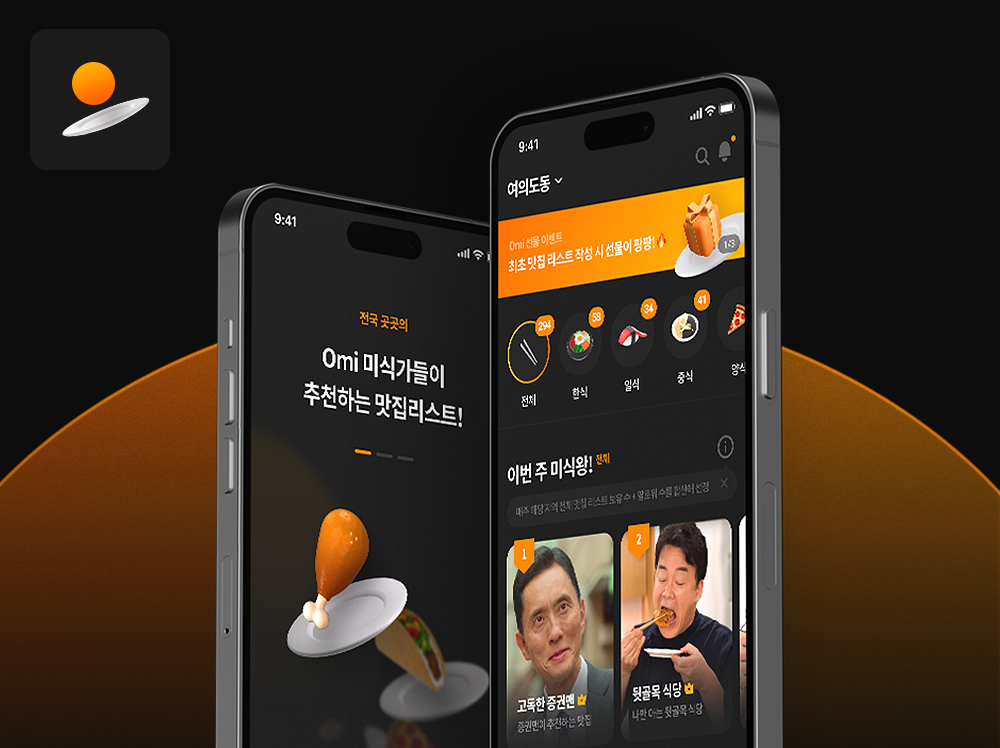 9:41
전국 곳곳의
Omi 미식가들이
추천하는 맛집리스트!
9:41
여의도동
Omi 선물 이벤트
최초 맛집 리스트 작성 시 선물이 팡팡!
1/3
294
58
34
41
전체
한식
일식
중식
양식
이번 주 미식왕! 전체
매주 해당 지역 전체 맛집 리스트 보유 수 + 팔로워 수를 합산하여 선정
1
2
고독한 증권맨
증권맨이 추천하는 맛집
뒷골목 식당
나만 아는 뒷골목 식당